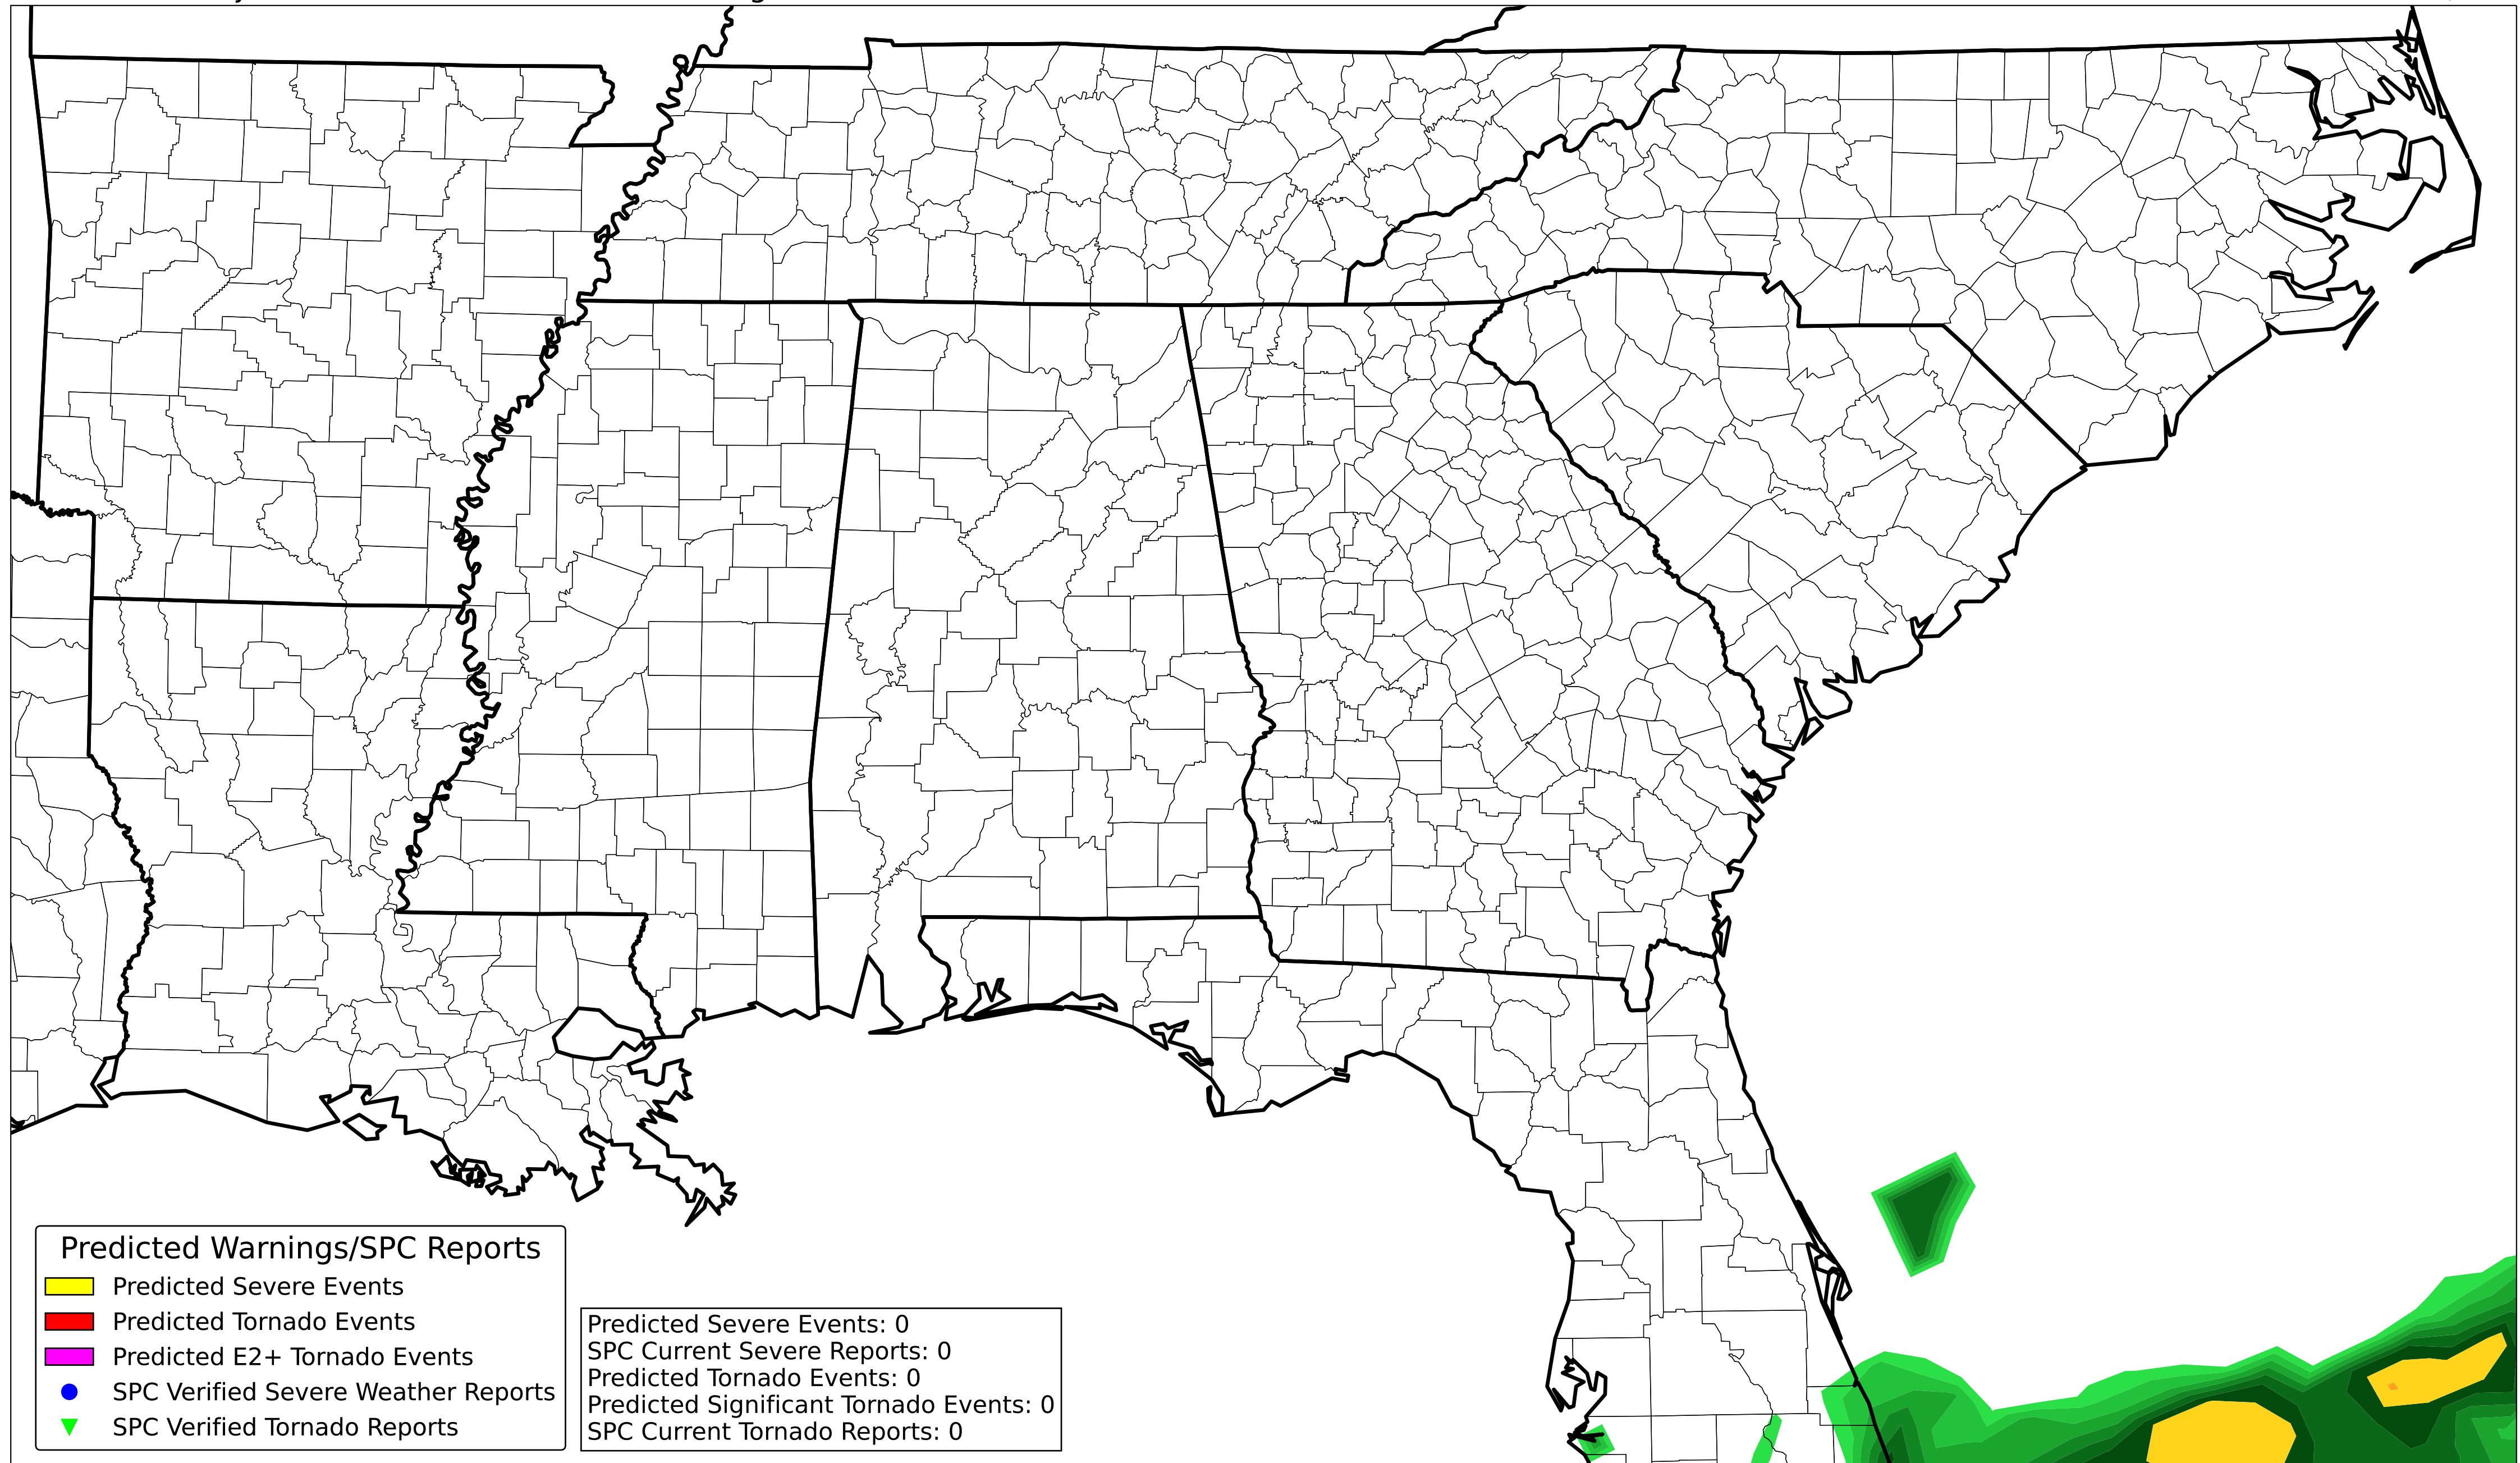 Predicted Warnings/SPC Reports
Predicted Severe Events
Predicted Tornado Events
Predicted E2+ Tornado Events
SPC Verified Severe Weather Reports
SPC Verified Tornado Reports
Predicted Severe Events: 0
SPC Current Severe Reports: 0
Predicted Tornado Events: 0
Predicted Significant Tornado Events: 0
SPC Current Tornado Reports: 0